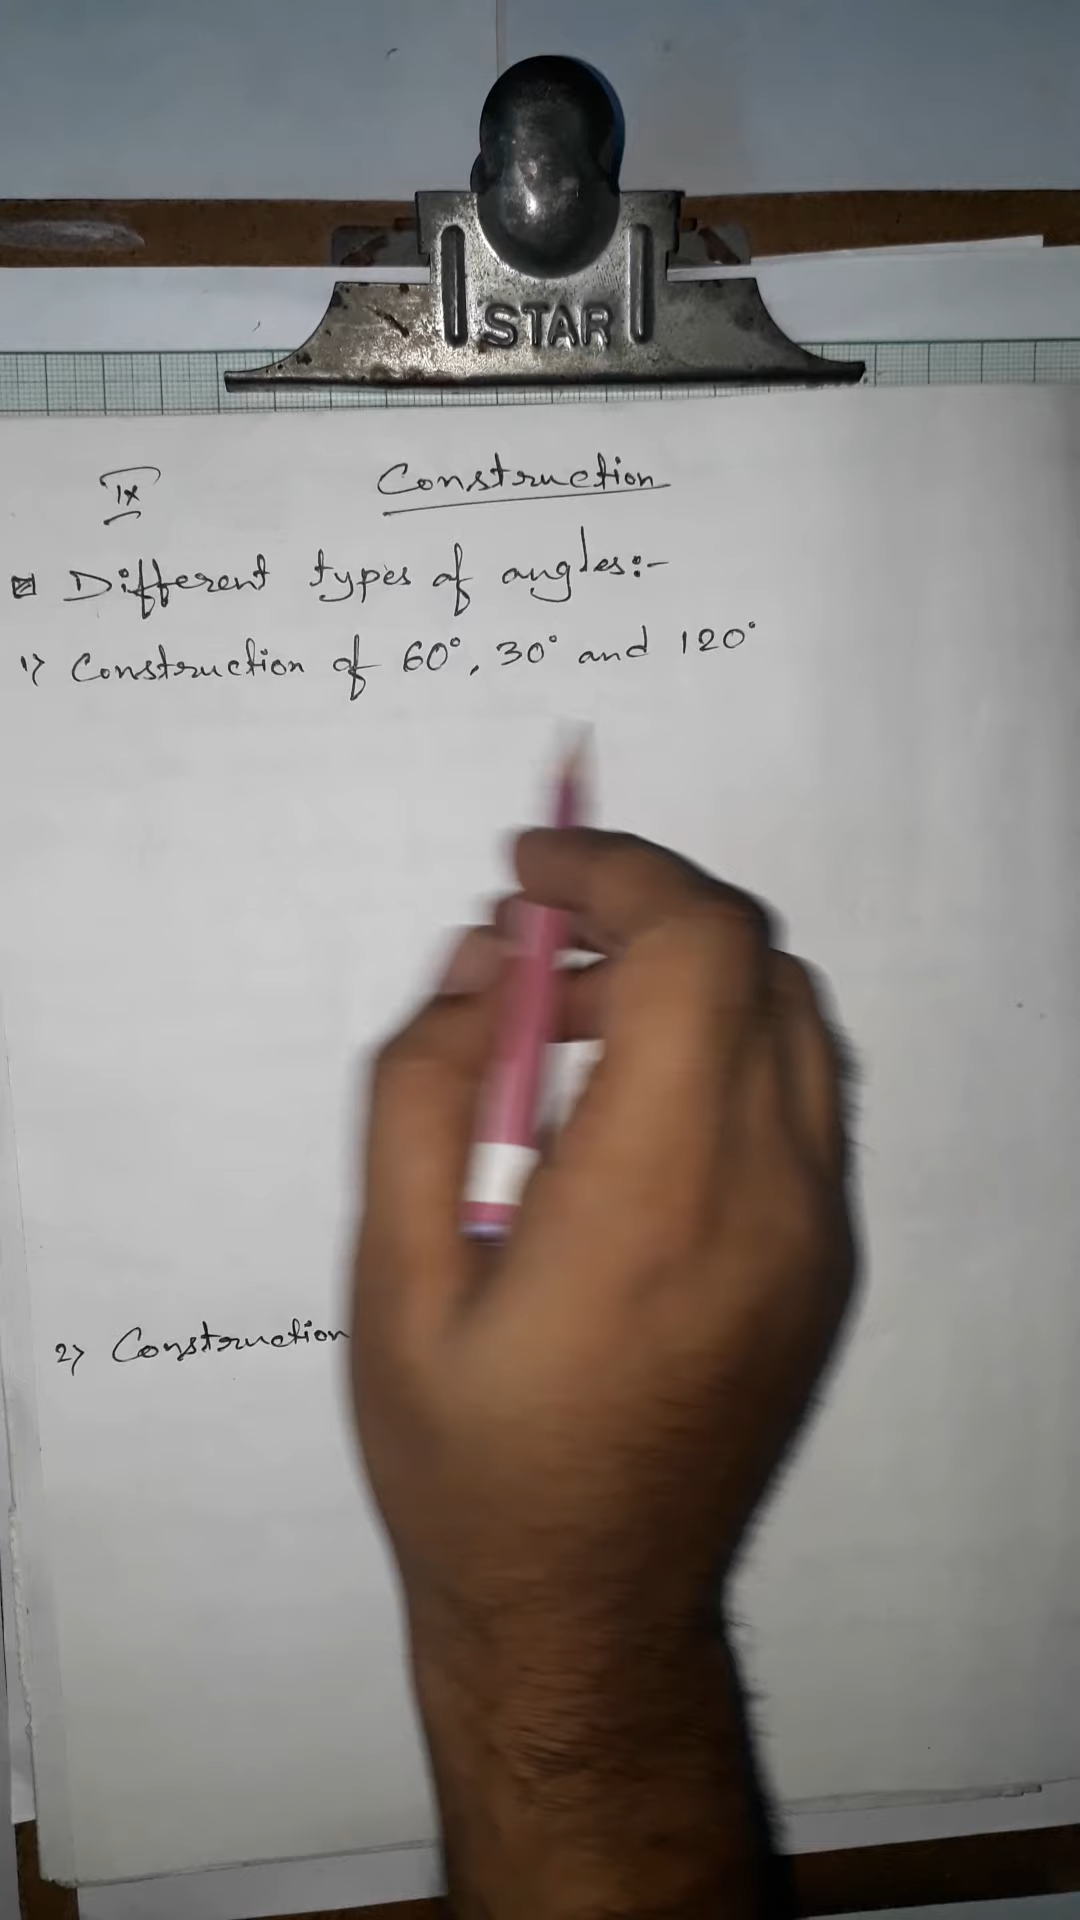 STAR
IX Construction
Different types of angles:-
1) Construction of 60°, 30° and 120°
2) Construction